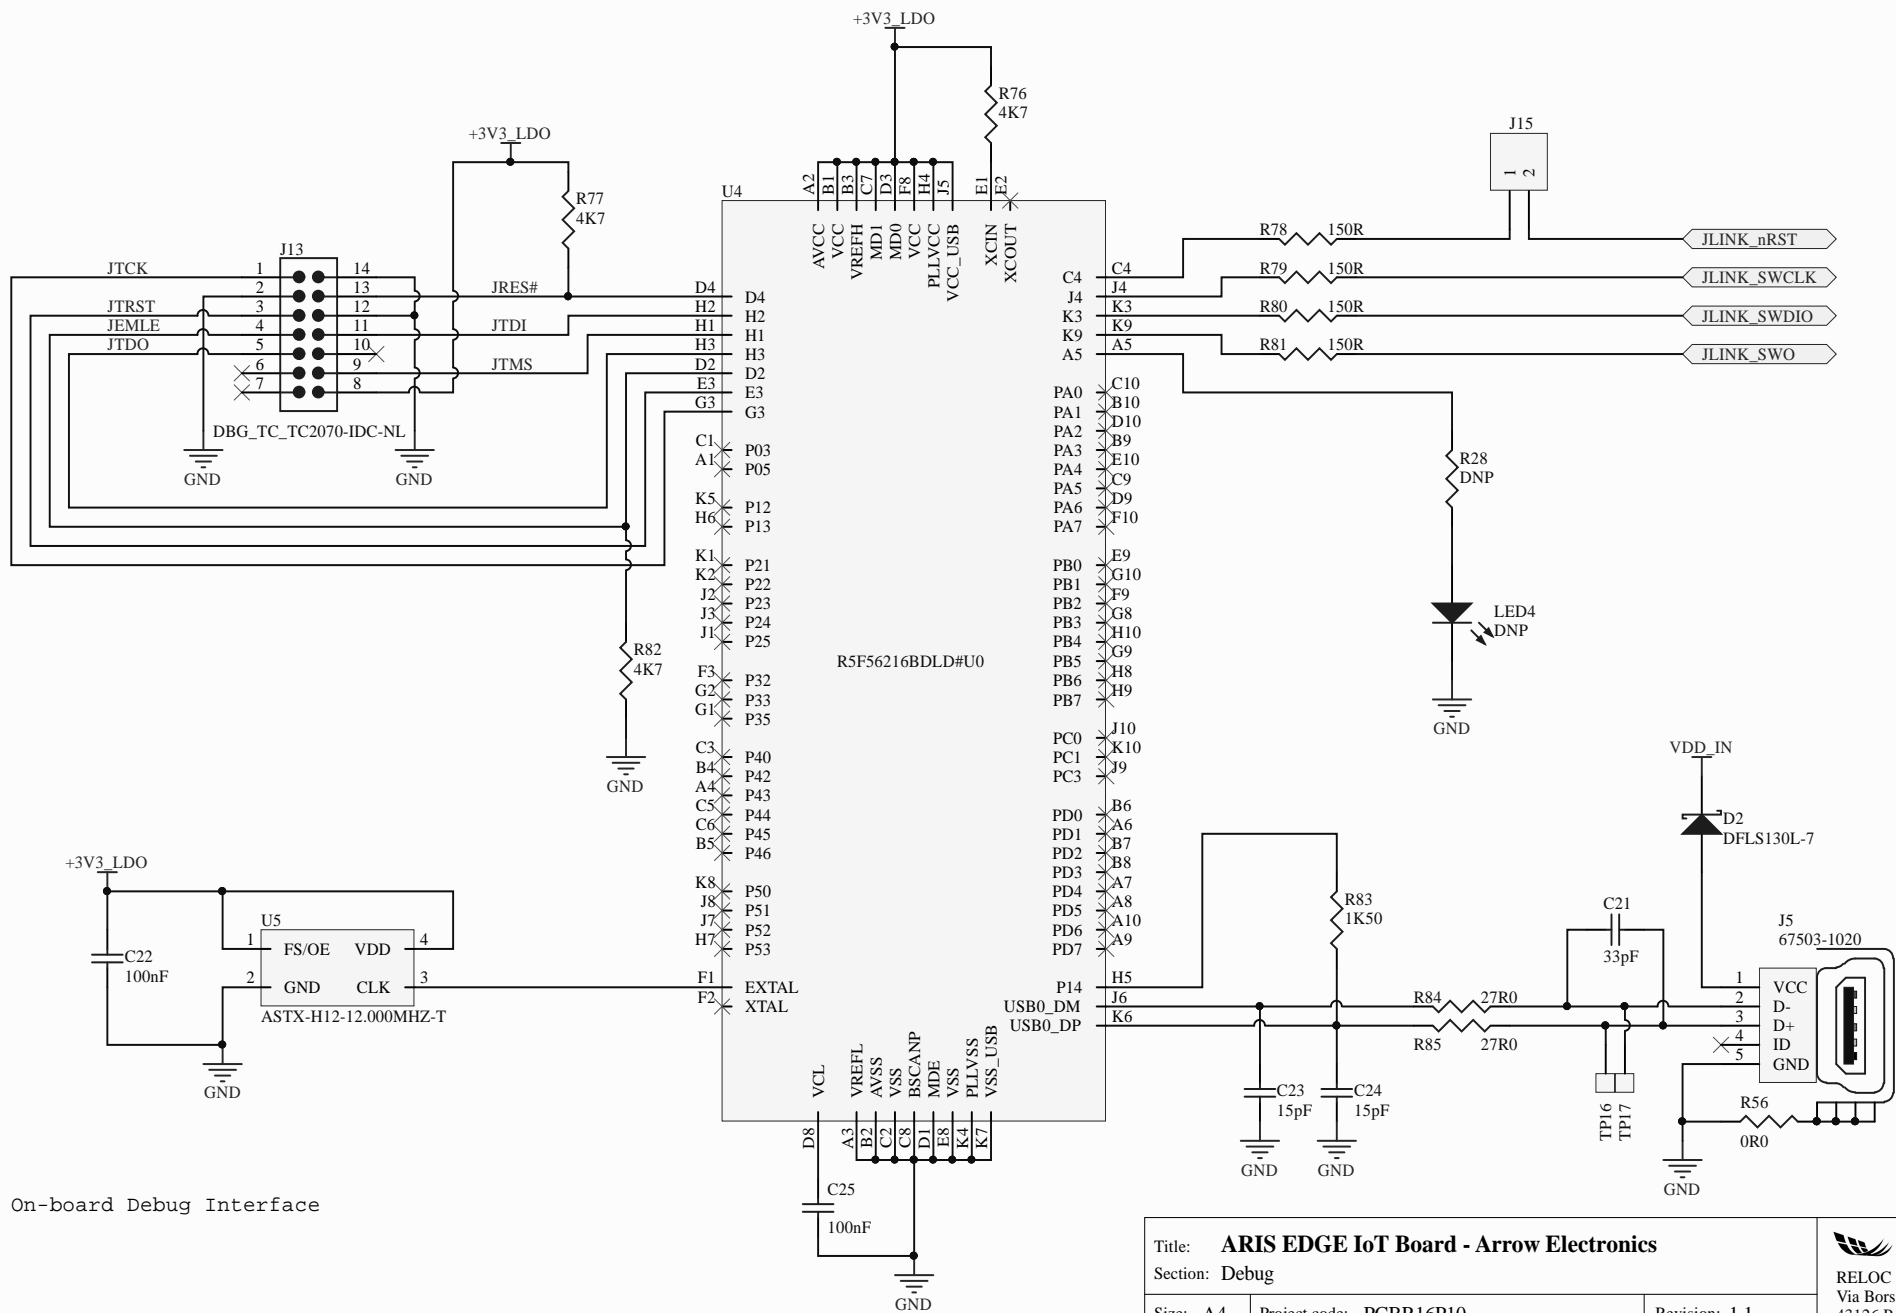 +3V3_LDO
R76
4K7
+3V3_LDO
R77
4K7
J15
1
2
U4
A2
B1
B3
C7
D3
F8
H4
J5
E1
E2
AVCC
VCC
VREFH
MD1
MD0
VCC
PLLVCC
VCC_USB
XCIN
XCOUT
R78 150R
JLINK_nRST
R79 150R
JLINK_SWCLK
R80 150R
JLINK_SWDIO
R81 150R
JLINK_SWO
J13
JTCK 1 14
2 13 JRES#
JTRST 3 12
JEMLE 4 11 JTDI
JTDO 5 10
6 9 JTMS
7 8
DBG_TC_TC2070-IDC-NL
GND
GND
D4 D4
H2 H2
H1 H1
H3 H3
D2 D2
E3 E3
G3 G3
C1 P03
A1 P05
K5 P12
H6 P13
K1 P21
K2 P22
J2 P23
J3 P24
J1 P25
F3 P32
G2 P33
G1 P35
C3 P40
B4 P42
A4 P43
C5 P44
C6 P45
B5 P46
K8 P50
J8 P51
J7 P52
H7 P53
F1 EXTAL
F2 XTAL
R5F56216BDLD#U0
C4 C4
J4 J4
K3 K3
K9 K9
A5 A5
PA0 C10
PA1 B10
PA2 D10
PA3 B9
PA4 E10
PA5 C9
PA6 D9
PA7 F10
PB0 E9
PB1 G10
PB2 F9
PB3 G8
PB4 H10
PB5 G9
PB6 H8
PB7 H9
PC0 J10
PC1 K10
PC3 J9
PD0 B6
PD1 A6
PD2 B7
PD3 B8
PD4 A7
PD5 A8
PD6 A10
PD7 A9
P14 H5
USB0_DM J6
USB0_DP K6
R28
DNP
LED4
DNP
GND
R82
4K7
GND
+3V3_LDO
C22
100nF
U5
1 FS/OE VDD 4
2 GND CLK 3
ASTX-H12-12.000MHZ-T
GND
VCL
VREFL
AVSS
VSS
BSCANP
MDE
VSS
PLLVSS
VSS_USB
D8
A3
B2
C2
C8
D1
E8
K4
K7
C25
100nF
GND
R83
1K50
R84 27R0
R85 27R0
C23
15pF
GND
C24
15pF
GND
C21
33pF
TP16
TP17
VDD_IN
D2
DFLS130L-7
J5
67503-1020
1 VCC
2 D-
3 D+
4 ID
5 GND
R56
0R0
GND
On-board Debug Interface
Title: ARIS EDGE IoT Board - Arrow Electronics
Section: Debug
RELOC
Via Bors